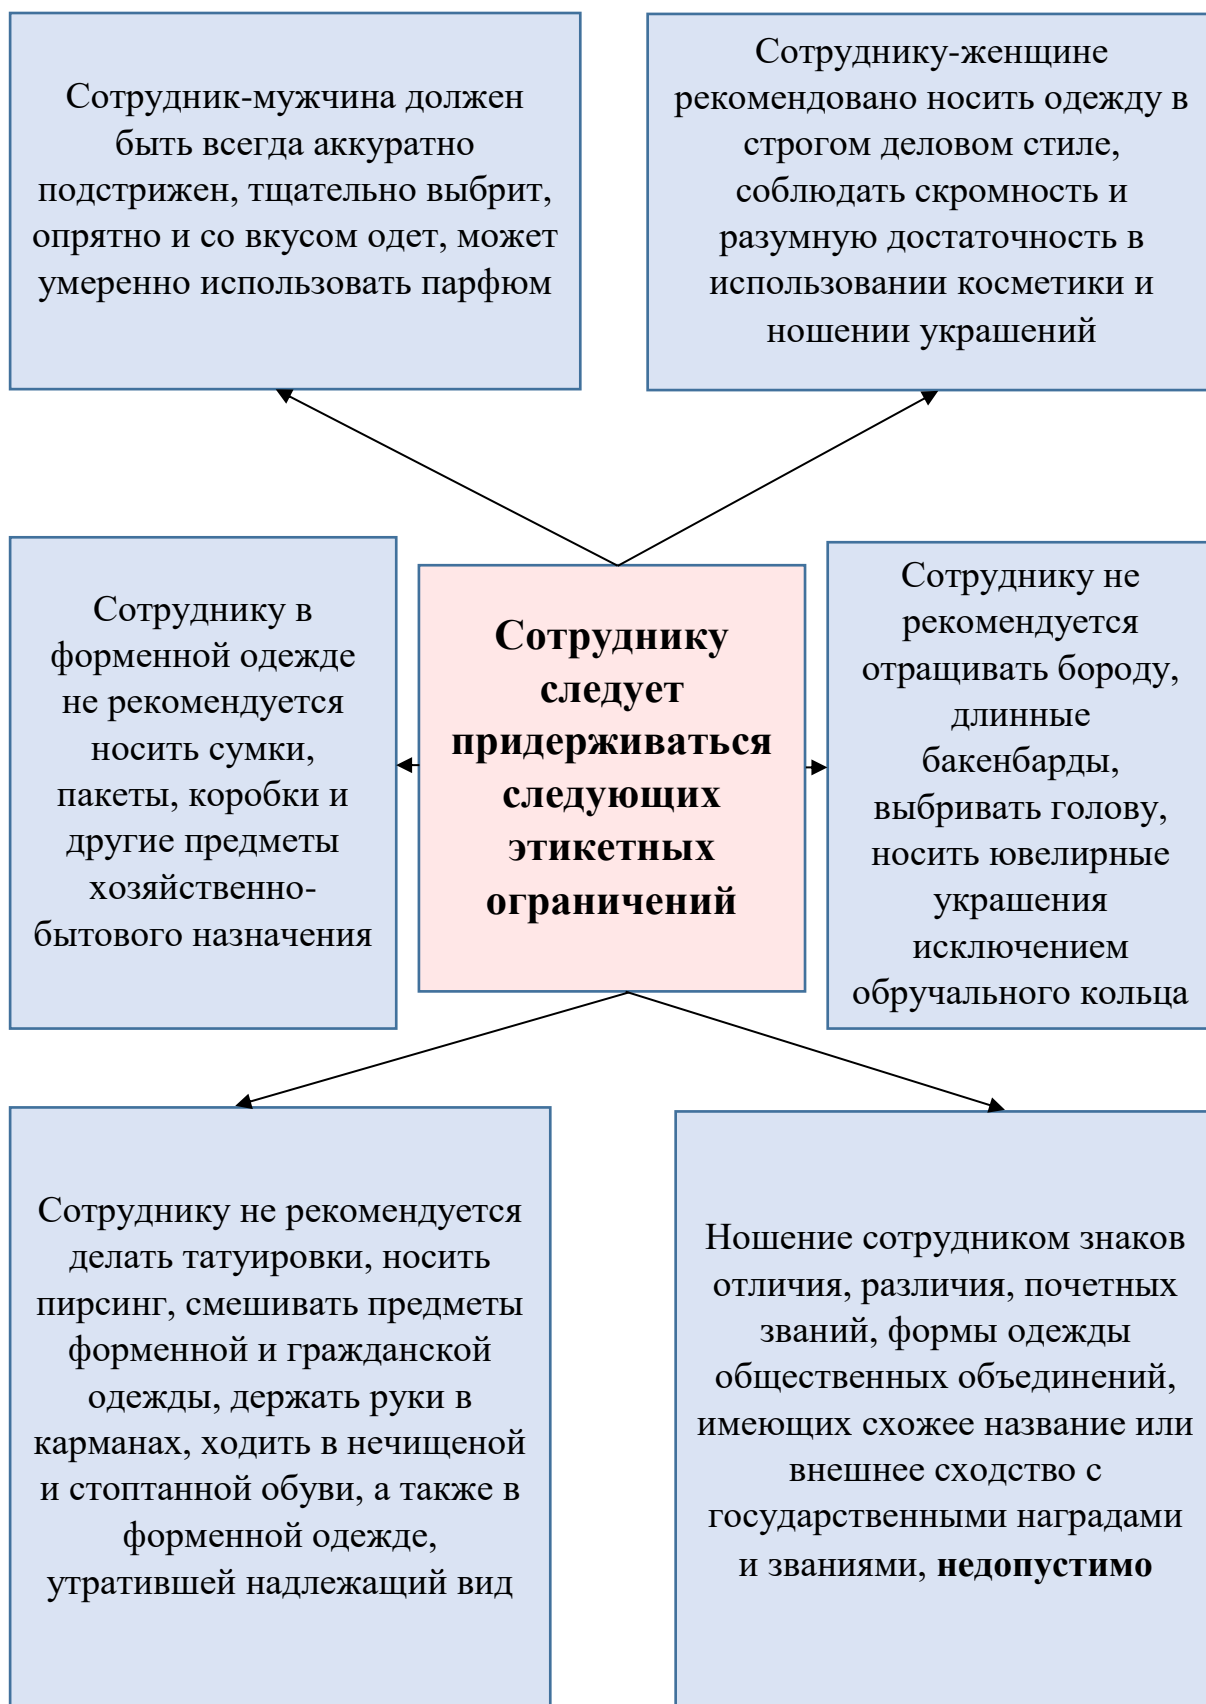 Сотрудник-мужчина должен
быть всегда аккуратно
подстрижен, тщательно выбрит,
опрятно и со вкусом одет, может
умеренно использовать парфюм
Сотруднику-женщине
рекомендовано носить одежду в
строгом деловом стиле,
соблюдать скромность и
разумную достаточность в
использовании косметики и
ношении украшений
Сотруднику в
форменной одежде
не рекомендуется
носить сумки,
пакеты, коробки и
другие предметы
хозяйственно-
бытового назначения
Сотруднику
следует
придерживаться
следующих
этикетных
ограничений
Сотруднику не
рекомендуется
отращивать бороду,
длинные
бакенбарды,
выбривать голову,
носить ювелирные
украшения
исключением
обручального кольца
Сотруднику не рекомендуется
делать татуировки, носить
пирсинг, смешивать предметы
форменной и гражданской
одежды, держать руки в
карманах, ходить в нечищеной
и стоптанной обуви, а также в
форменной одежде,
утратившей надлежащий вид
Ношение сотрудником знаков
отличия, различия, почетных
званий, формы одежды
общественных объединений,
имеющих схожее название или
внешнее сходство с
государственными наградами
и званиями, недопустимо